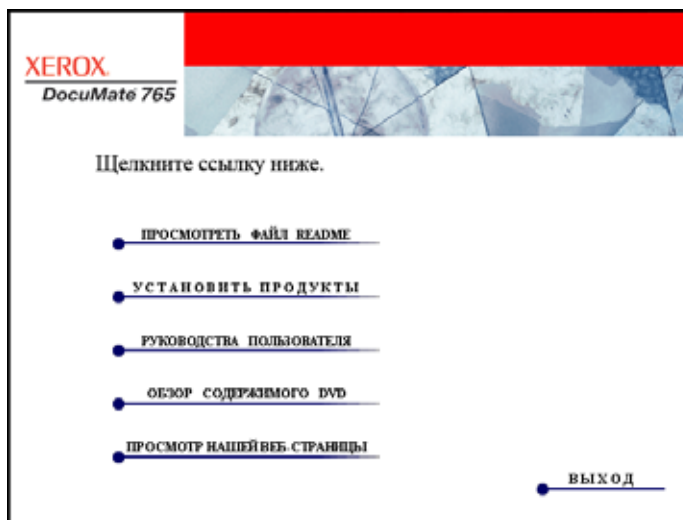 XEROX
DocuMate 765
Щелкните ссылку ниже.
ПРОСМОТРЕТЬ ФАЙЛ README
УСТАНОВИТЬ ПРОДУКТЫ
РУКОВОДСТВА ПОЛЬЗОВАТЕЛЯ
ОБЗОР СОДЕРЖИМОГО DVD
ПРОСМОТР НАШЕЙ ВЕБ-СТРАНИЦЫ
ВЫХОД